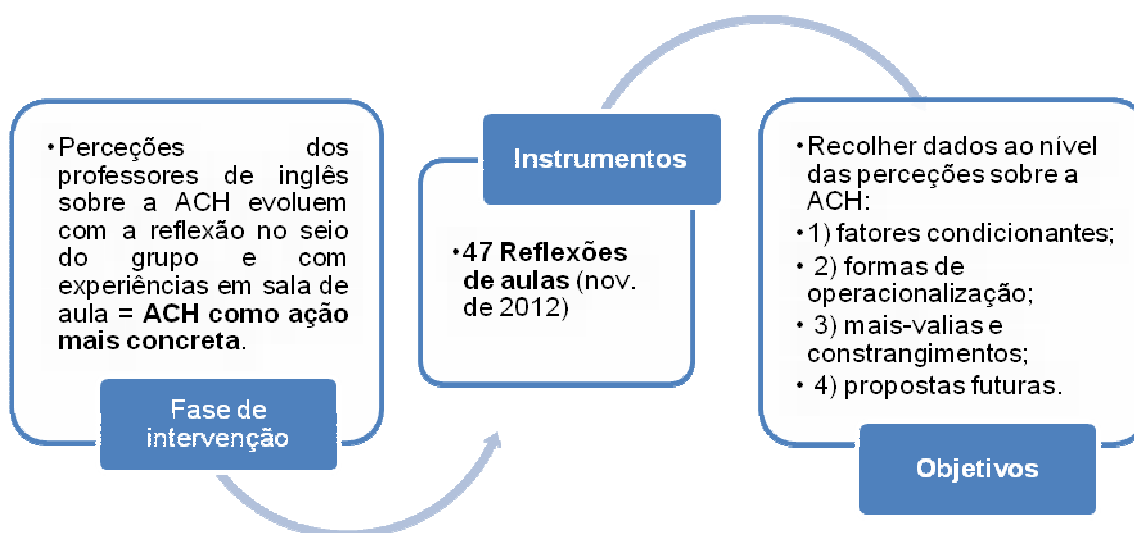 •Perceções dos
professores de inglês
sobre a ACH evoluem
com a reflexão no seio
do grupo e com
experiências em sala de
aula = ACH como ação
mais concreta.
Fase de
intervenção
Instrumentos
•47 Reflexões
de aulas (nov.
de 2012)
•Recolher dados ao nível
das perceções sobre a
ACH:
•1) fatores condicionantes;
• 2) formas de
operacionalização;
• 3) mais-valias e
constrangimentos;
• 4) propostas futuras.
Objetivos